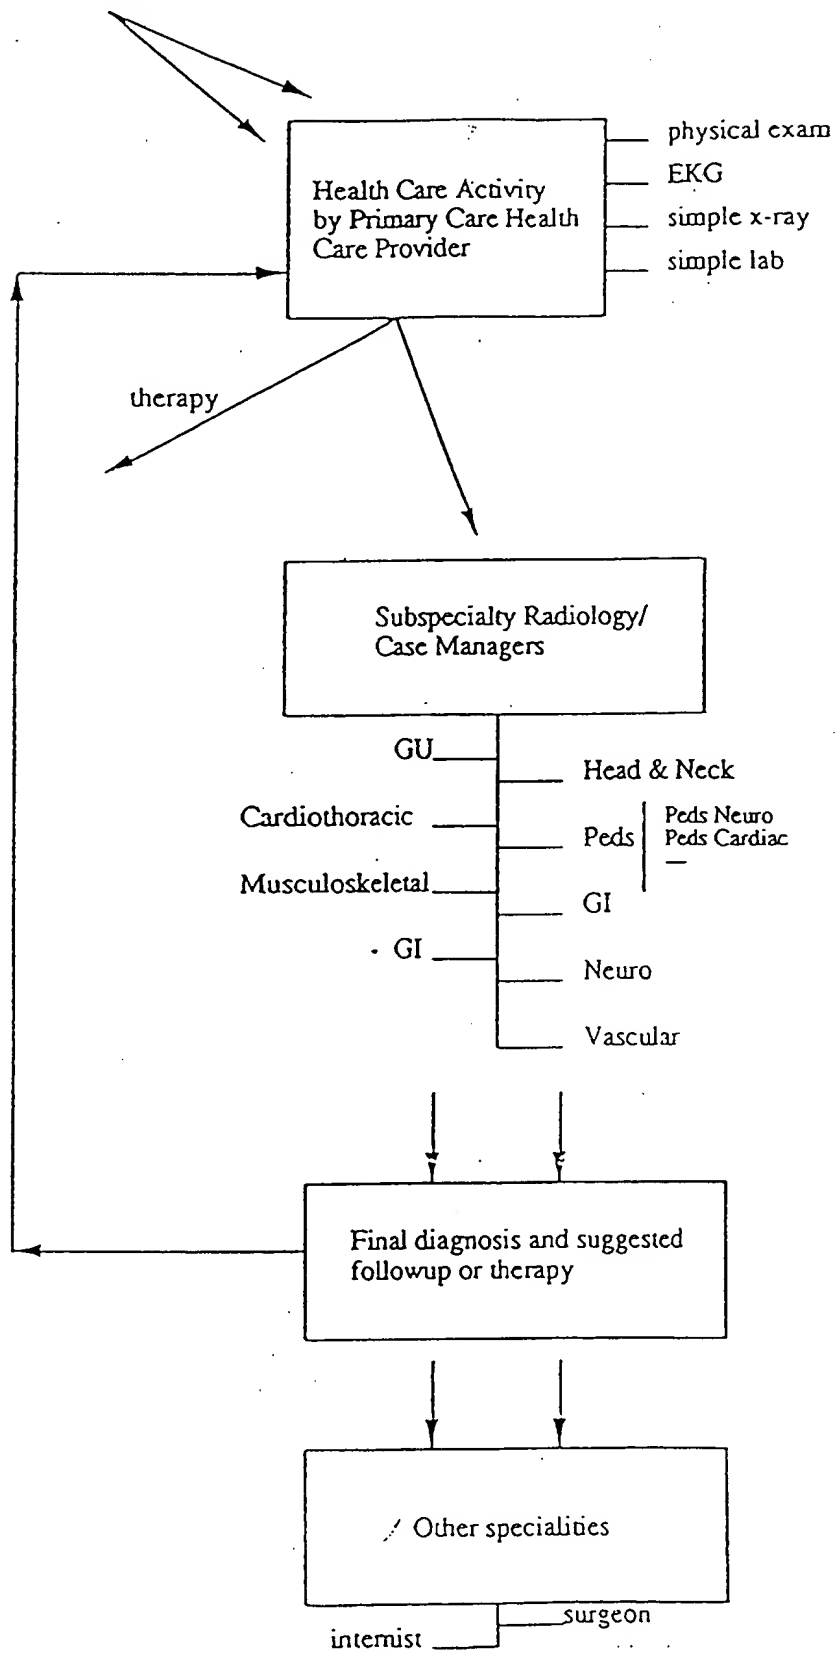 physical exam
EKG
simple x-ray
simple lab
Health Care Activity
by Primary Care Health
Care Provider
therapy
Subspecialty Radiology/
Case Managers
GU
Head & Neck
Cardiothoracic
Peds
Peds Neuro
Peds Cardiac
—
Musculoskeletal
GI
GI
Neuro
Vascular
Final diagnosis and suggested
followup or therapy
Other specialities
surgeon
internist